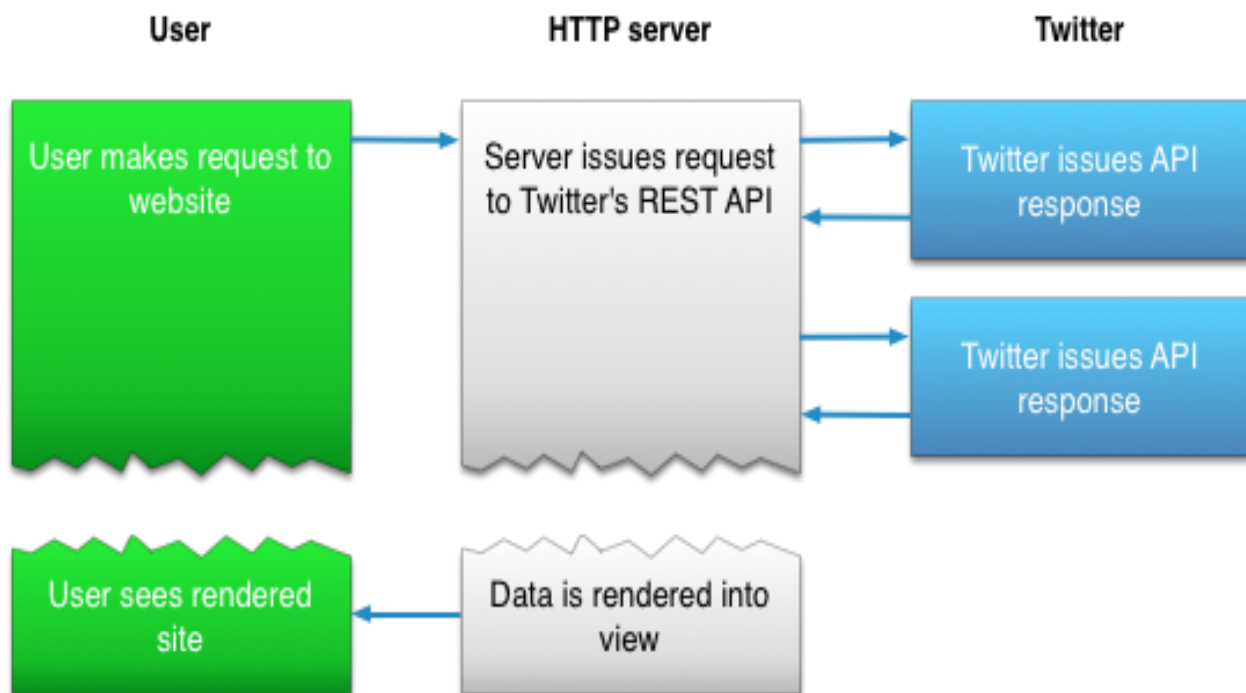 User
HTTP server
Twitter
User makes request to
website
Server issues request
to Twitter's REST API
Twitter issues API
response
Twitter issues API
response
User sees rendered
site
Data is rendered into
view